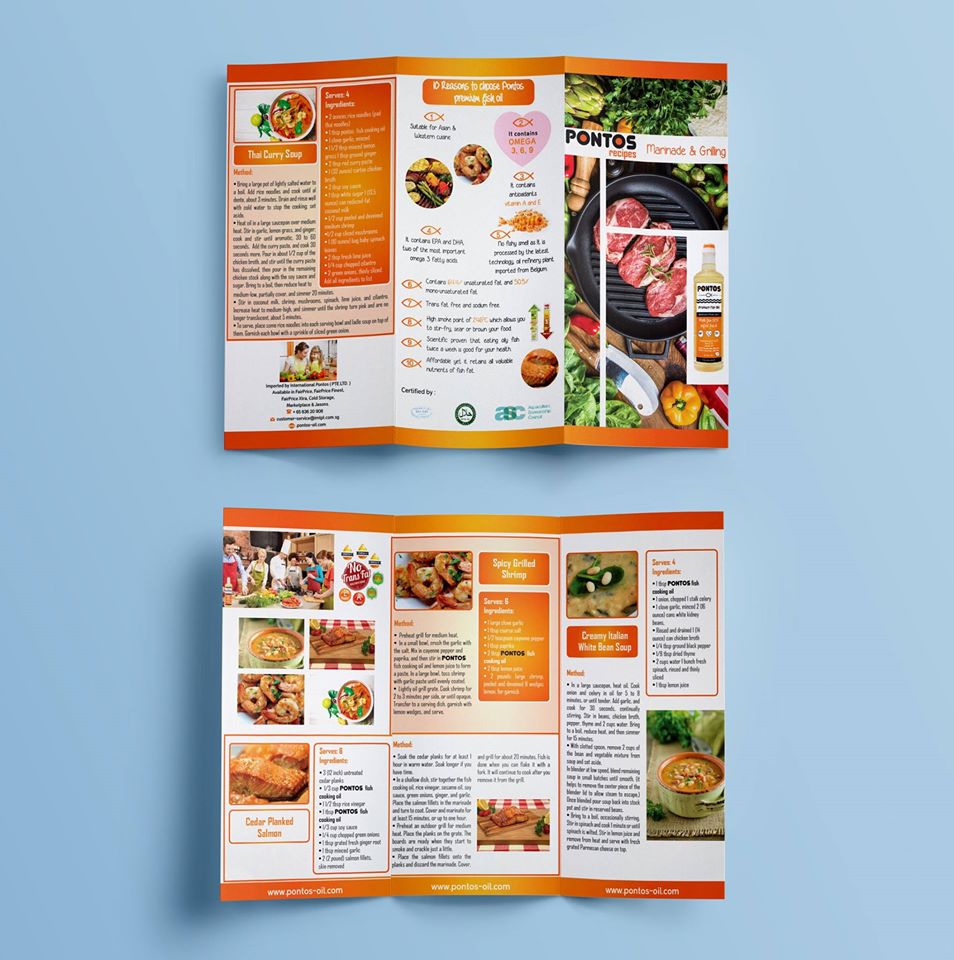 Thai Curry Soup
Method:
• Bring a large pot of lightly salted water to
a boil. Add rice noodles and cook until al
dente, about 3 minutes. Drain and rinse well
with cold water to stop the cooking set
aside.
• Heat oil in a large saucepan over medium
heat. Stir in garlic, lemon grass, and ginger;
cook and stir until aromatic, 30 to 60
seconds. Add the curry paste, and cook 30
seconds more. Pour in about 1/2 cup of the
chicken broth, and stir until the curry paste
has dissolved, then pour in the remaining
chicken stock along with the soy sauce and
sugar. Bring to a boil, then reduce heat to
medium-low, partially cover, and simmer 20 minutes.
• Stir in coconut milk, shrimp, mushrooms, spinach, lime juice, and cilantro.
Increase heat to medium-high, and simmer until the shrimp turn pink and are no
longer translucent, about 5 minutes.
• To serve, place some rice noodles into each serving bowl and ladle soup on top of
them. Garnish each bowl with a sprinkle of sliced green onion.
Serves: 4
Ingredients:
• 2 ounces rice noodles (pad
thai noodles)
• 1 tbsp pontos fish cooking oil
• 1 clove garlic, minced
• 1 1/2 tbsp minced lemon
grass 1 tbsp ground ginger
• 2 tbsp red curry paste
• 1 (32 ounce) carton chicken
broth
• 2 tbsp soy sauce
• 1 tbsp white sugar 1 (13.5
ounce) can reduced fat
coconut milk
• 1/2 cup peeled and deveined
medium shrimp
• 1/2 cup sliced mushrooms
• 1 (10 ounce) bag baby spinach
leaves
• 2 tbsp fresh lime juice
• 1/4 cup chopped cilantro
• 2 green onions, thinly sliced
Add all ingredients to list
Imported by International Pontos ( PTE.LTD. )
Available in FairPrice, FairPrice Finest,
FairPrice Xtra, Cold Storage,
Marketplace & Jasons.
+ 65 636 20 908
customer-service@imipl.com.sg
pontos-oil.com
10 Reasons to choose Pontos
premium fish oil
1
Suitable for Asian &
Western cuisine
2
It contains
OMEGA
3, 6, 9
3
It contains
antioxidants
vitamin A and E
4
It contains EPA and DHA,
two of the most important
omega 3 fatty acids.
5
No fishy smell as it is
processed by the latest
technology, oil refinery plant
imported from Belgium.
6 Contains unsaturated fat and
mono-unsaturated fat.
7 Trans fat free and sodium free.
8 High smoke point of which allows you
to stir-fry, sear or brown your food.
9 Scientific proven that eating oily fish
twice a week is good for your health.
10 Affordable yet it retains all valuable
nutrients of fish fat.
Certified by :
asc Aquaculture
Stewardship
Council
PONTOS
recipes
Marinade & Grilling
PONTOS
No
Trans Fat
Cedar Planked
Salmon
Serves: 6
Ingredients:
• 3 (12 inch) untreated
cedar planks
• 1/3 cup PONTOS fish
cooking oil
• 1 1/2 tbsp rice vinegar
• 1 tbsp PONTOS fish
cooking oil
• 1/3 cup soy sauce
• 1/4 cup chopped green onions
• 1 tbsp grated fresh ginger root
• 1 tsp minced garlic
• 2 (2 pound) salmon fillets,
skin removed
www.pontos-oil.com
Spicy Grilled
Shrimp
Method:
• Preheat grill for medium heat.
• In a small bowl, crush the garlic with
the salt. Mix in cayenne pepper and
paprika, and then stir in PONTOS
fish cooking oil and lemon juice to form
a paste. In a large bowl, toss shrimp
with garlic paste until evenly coated.
• Lightly oil grill grate. Cook shrimp for
2 to 3 minutes per side, or until opaque.
Transfer to a serving dish, garnish with
lemon wedges, and serve.
Serves: 6
Ingredients:
• 1 large clove garlic
• 1 tbsp coarse salt
• 1/2 teaspoon cayenne pepper
• 1 tbsp paprika
• 2 tbsp PONTOS fish
cooking oil
• 2 tbsp lemon juice
• 2 pounds large shrimp,
peeled and deveined 8 wedges
lemon, for garnish
Method:
• Soak the cedar planks for at least 1
hour in warm water. Soak longer if you
have time.
• In a shallow dish, stir together the fish
cooking oil, rice vinegar, sesame oil, soy
sauce, green onions, ginger, and garlic.
Place the salmon fillets in the marinade
and turn to coat. Cover and marinate for
at least 15 minutes, or up to one hour.
• Preheat an outdoor grill for medium
heat. Place the planks on the grate. The
boards are ready when they start to
smoke and crackle just a little.
• Place the salmon fillets onto the
planks and discard the marinade. Cover,
and grill for about 20 minutes. Fish is
done when you can flake it with a
fork. It will continue to cook after you
remove it from the grill.
www.pontos-oil.com
Creamy Italian
White Bean Soup
Serves: 4
Ingredients:
• 1 tbsp PONTOS fish
cooking oil
• 1 onion, chopped 1 stalk celery
• 1 clove garlic, minced 2 (16
ounce) cans white kidney
beans.
• Rinsed and drained 1 (14
ounce) can chicken broth
• 1/4 tbsp ground black pepper
• 1/8 tbsp dried thyme
• 2 cups water 1 bunch fresh
spinach, rinsed and thinly
sliced
• 1 tbsp lemon juice
Method:
• In a large saucepan, heat oil. Cook
onion and celery in oil for 5 to 8
minutes, or until tender. Add garlic, and
cook for 30 seconds, continually
stirring. Stir in beans, chicken broth,
pepper, thyme and 2 cups water. Bring
to a boil, reduce heat, and then simmer
for 15 minutes.
• With slotted spoon, remove 2 cups of
the bean and vegetable mixture from
soup and set aside.
In blender at low speed, blend remaining
soup in small batches until smooth, (it
helps to remove the center piece of the
blender lid to allow steam to escape.)
Once blended pour soup back into stock
pot and stir in reserved beans.
• Bring to a boil, occasionally stirring.
Stir in spinach and cook 1 minute or until
spinach is wilted. Stir in lemon juice and
remove from heat and serve with fresh
grated Parmesan cheese on top.
www.pontos-oil.com